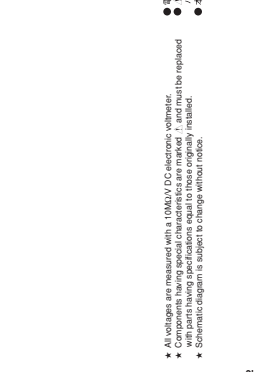 ★ All voltages are measured with a 10MΩ/V DC electronic voltmeter.
★ Components having special characteristics are marked ⚠ and must be replaced
with parts having specifications equal to those originally installed.
★ Schematic diagram is subject to change without notice.